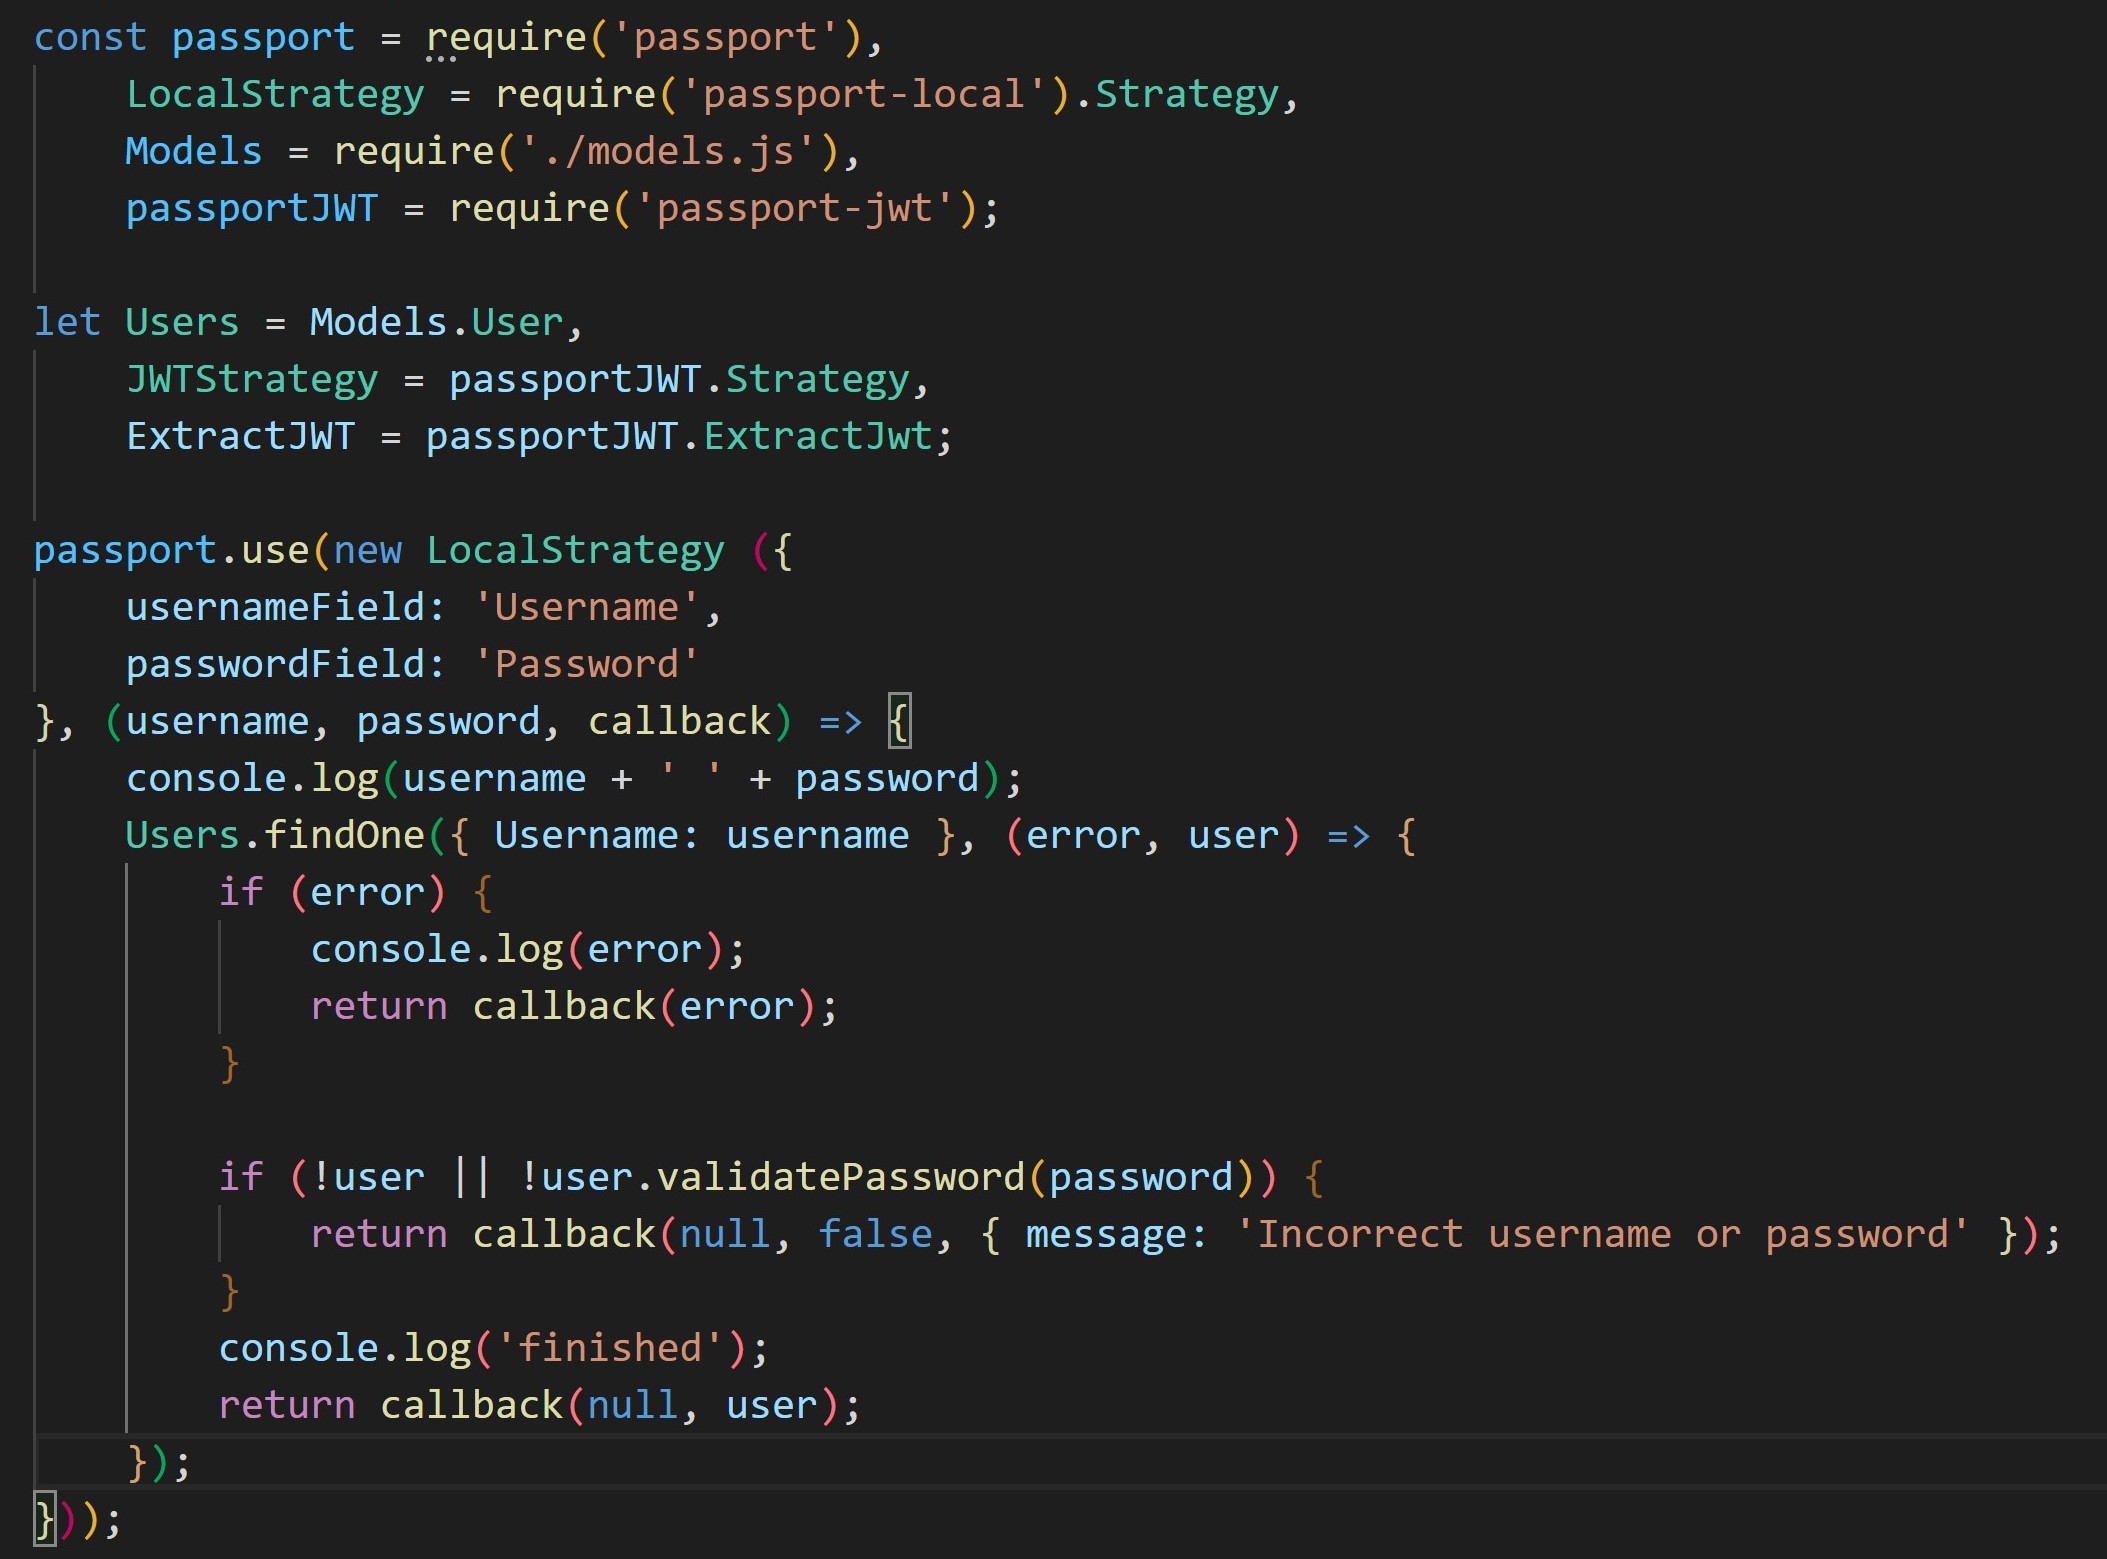 const passport = require('passport'),
    LocalStrategy = require('passport-local').Strategy,
    Models = require('./models.js'),
    passportJWT = require('passport-jwt');

let Users = Models.User,
    JWTStrategy = passportJWT.Strategy,
    ExtractJWT = passportJWT.ExtractJwt;

passport.use(new LocalStrategy ({
    usernameField: 'Username',
    passwordField: 'Password'
}, (username, password, callback) => {
    console.log(username + ' ' + password);
    Users.findOne({ Username: username }, (error, user) => {
        if (error) {
            console.log(error);
            return callback(error);
        }

        if (!user || !user.validatePassword(password)) {
            return callback(null, false, { message: 'Incorrect username or password' });
        }
        console.log('finished');
        return callback(null, user);
    });
}));